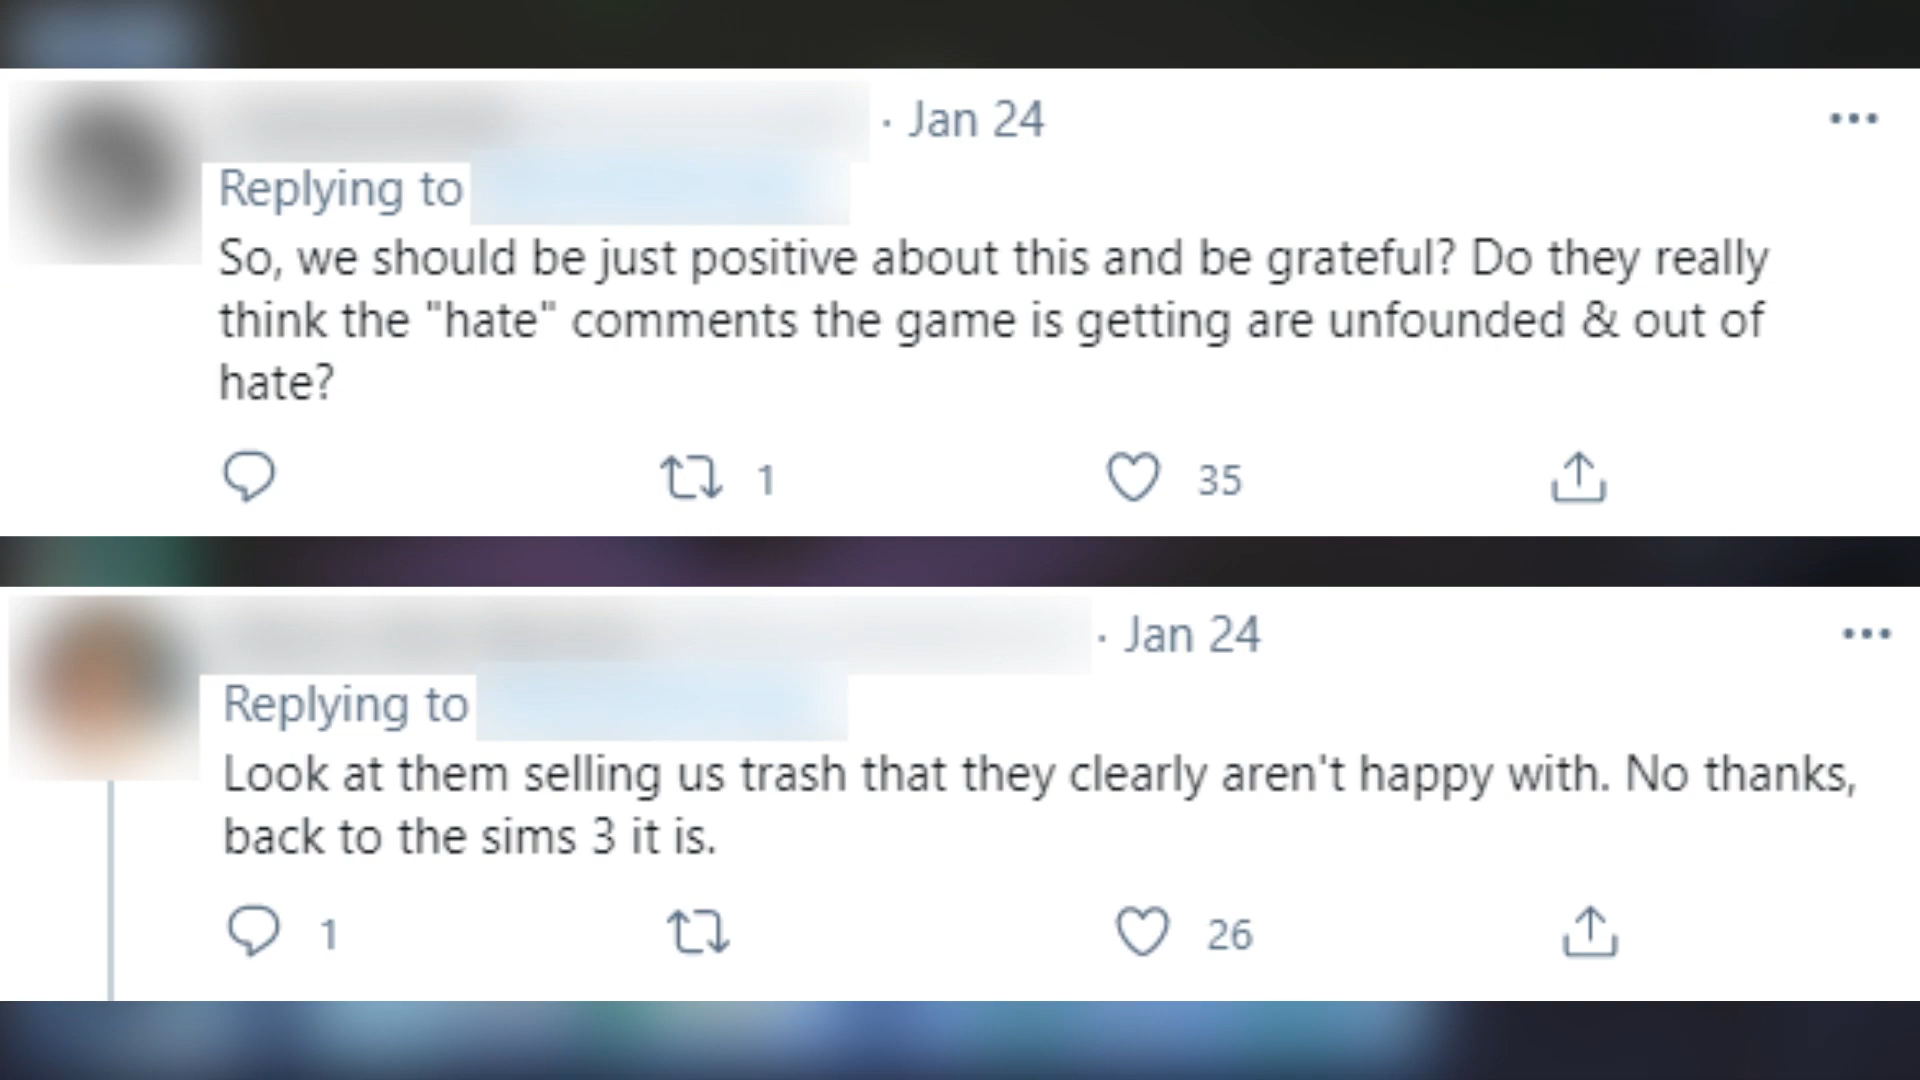 · Jan 24
Replying to
So, we should be just positive about this and be grateful? Do they really
think the "hate" comments the game is getting are unfounded & out of
hate?
1 35
· Jan 24
Replying to
Look at them selling us trash that they clearly aren't happy with. No thanks,
back to the sims 3 it is.
1 26